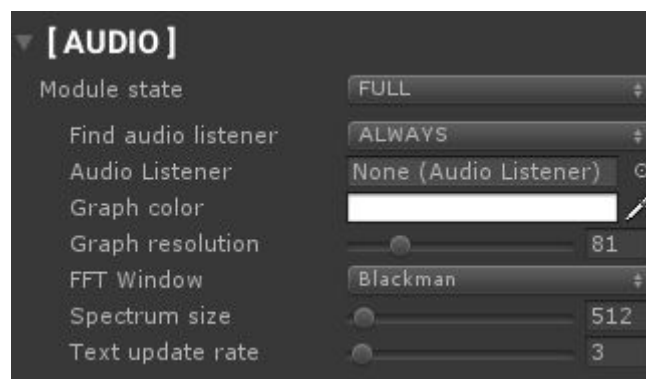 [ AUDIO ]
Module state FULL
Find audio listener ALWAYS
Audio Listener None (Audio Listener)
Graph color
Graph resolution 81
FFT Window Blackman
Spectrum size 512
Text update rate 3